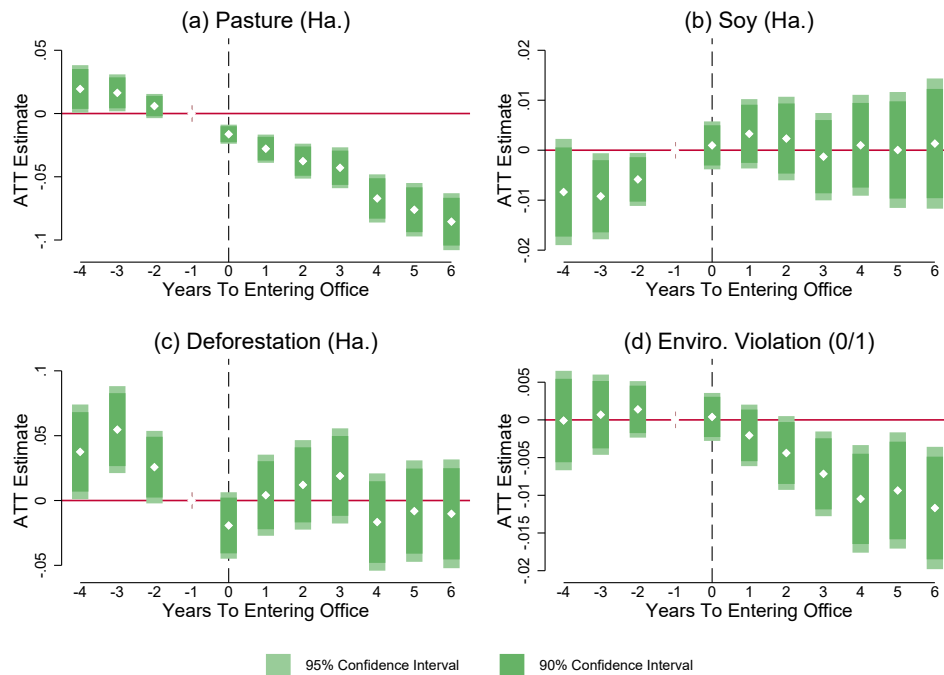 (a) Pasture (Ha.)
ATT Estimate
.05
0
-.05
-.1
-4 -3 -2 -1 0 1 2 3 4 5 6
Years To Entering Office
(b) Soy (Ha.)
ATT Estimate
.02
.01
0
-.01
-.02
-4 -3 -2 -1 0 1 2 3 4 5 6
Years To Entering Office
(c) Deforestation (Ha.)
ATT Estimate
.1
.05
0
-.05
-4 -3 -2 -1 0 1 2 3 4 5 6
Years To Entering Office
(d) Enviro. Violation (0/1)
ATT Estimate
.005
0
-.005
-.01
-.015
-.02
-4 -3 -2 -1 0 1 2 3 4 5 6
Years To Entering Office
95% Confidence Interval
90% Confidence Interval